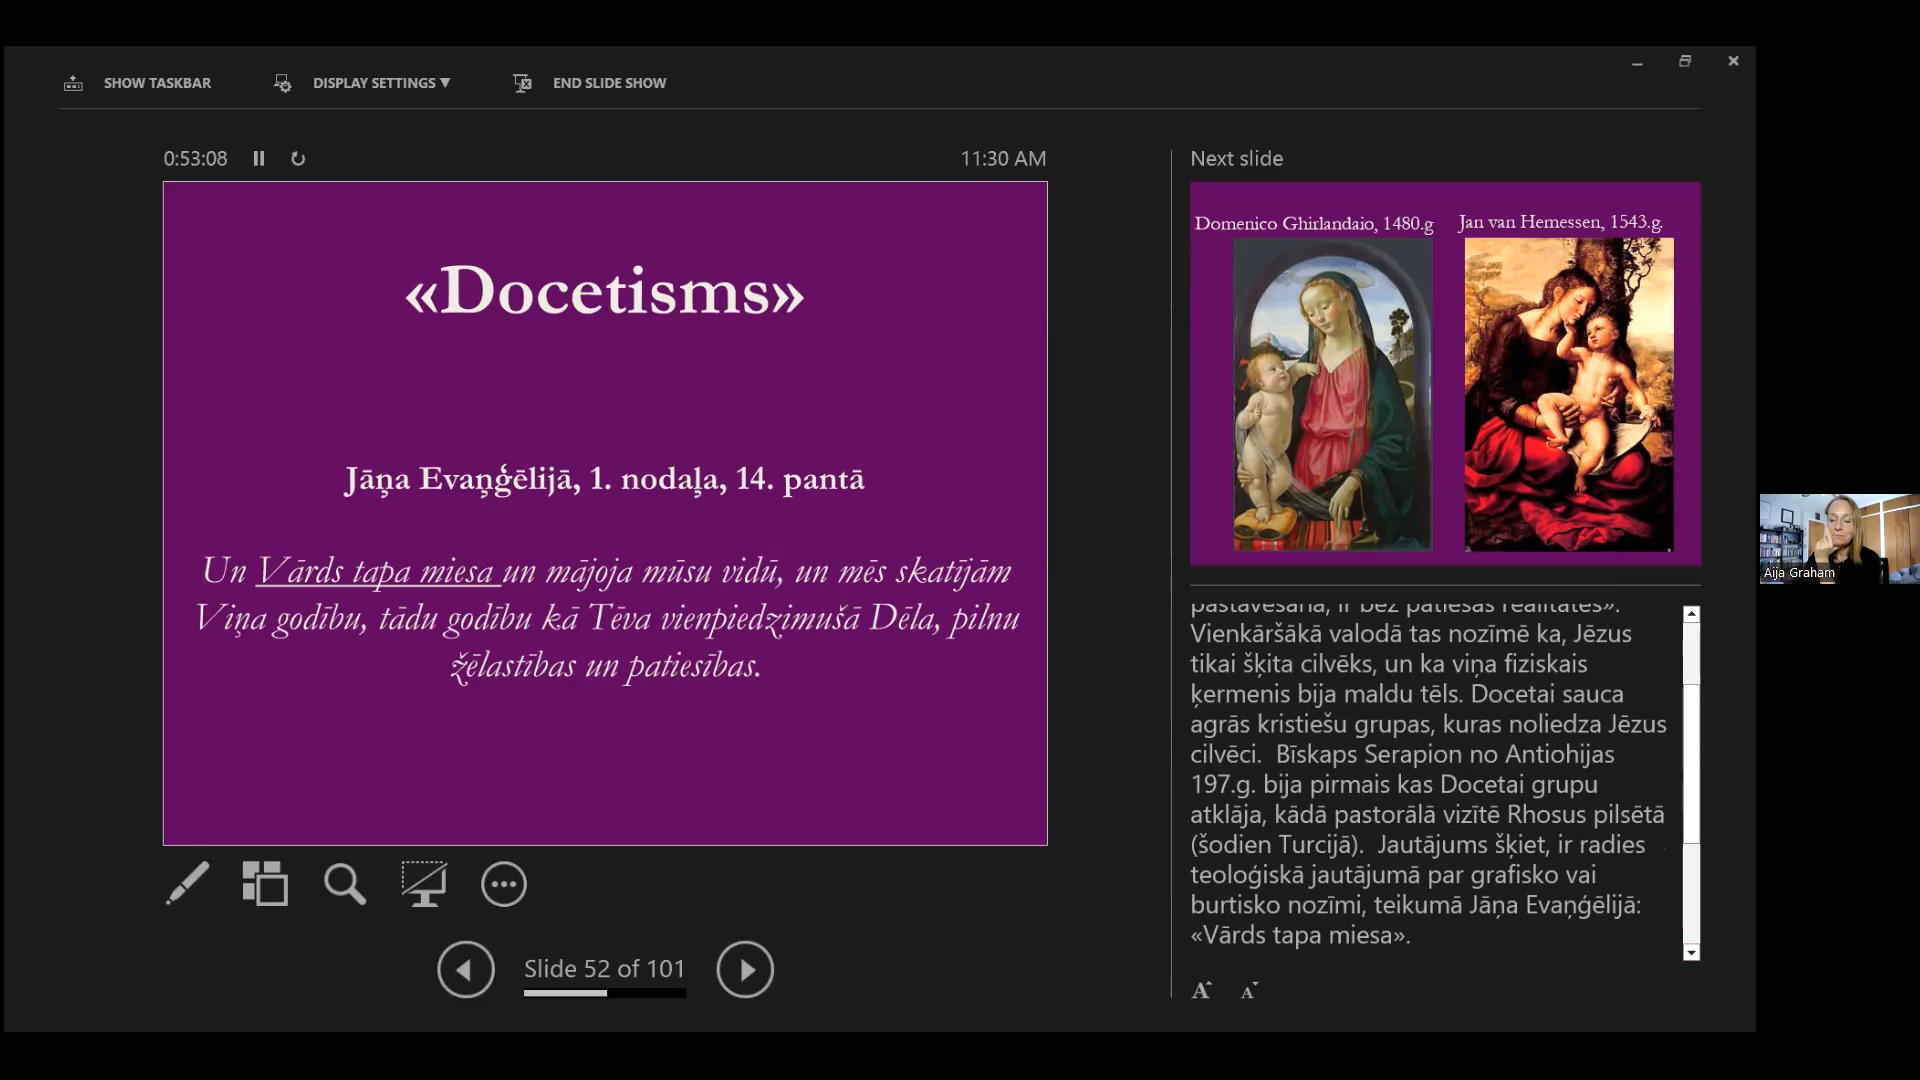 SHOW TASKBAR
DISPLAY SETTINGS ▼
END SLIDE SHOW
0:53:08
11:30 AM
«Docetisms»
Jāņa Evaņģēlijā, 1. nodaļa, 14. pantā
Un Vārds tapa miesa un mājoja mūsu vidū, un mēs skatījām
Viņa godību, tādu godību kā Tēva vienpiedzimušā Dēla, pilnu
žēlastības un patiesības.
Slide 52 of 101
Next slide
Domenico Ghirlandaio, 1480.g
Jan van Hemessen, 1543.g.
pastāvēšana, ir bez patiesas realitātes».
Vienkāršākā valodā tas nozīmē ka, Jēzus
tikai šķita cilvēks, un ka viņa fiziskais
ķermenis bija maldu tēls. Docetai sauca
agrās kristiešu grupas, kuras noliedza Jēzus
cilvēci. Bīskaps Serapion no Antiohijas
197.g. bija pirmais kas Docetai grupu
atklāja, kādā pastorālā vizītē Rhosus pilsētā
(šodien Turcijā). Jautājums šķiet, ir radies
teoloģiskā jautājumā par grafisko vai
burtisko nozīmi, teikumā Jāņa Evaņģēlijā:
«Vārds tapa miesa».
A A
Aija Graham